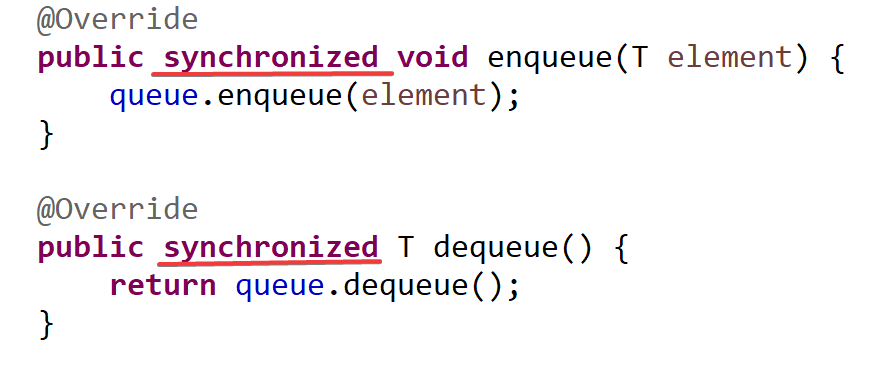 @Override
public synchronized void enqueue(T element) {
    queue.enqueue(element);
}
@Override
public synchronized T dequeue() {
    return queue.dequeue();
}